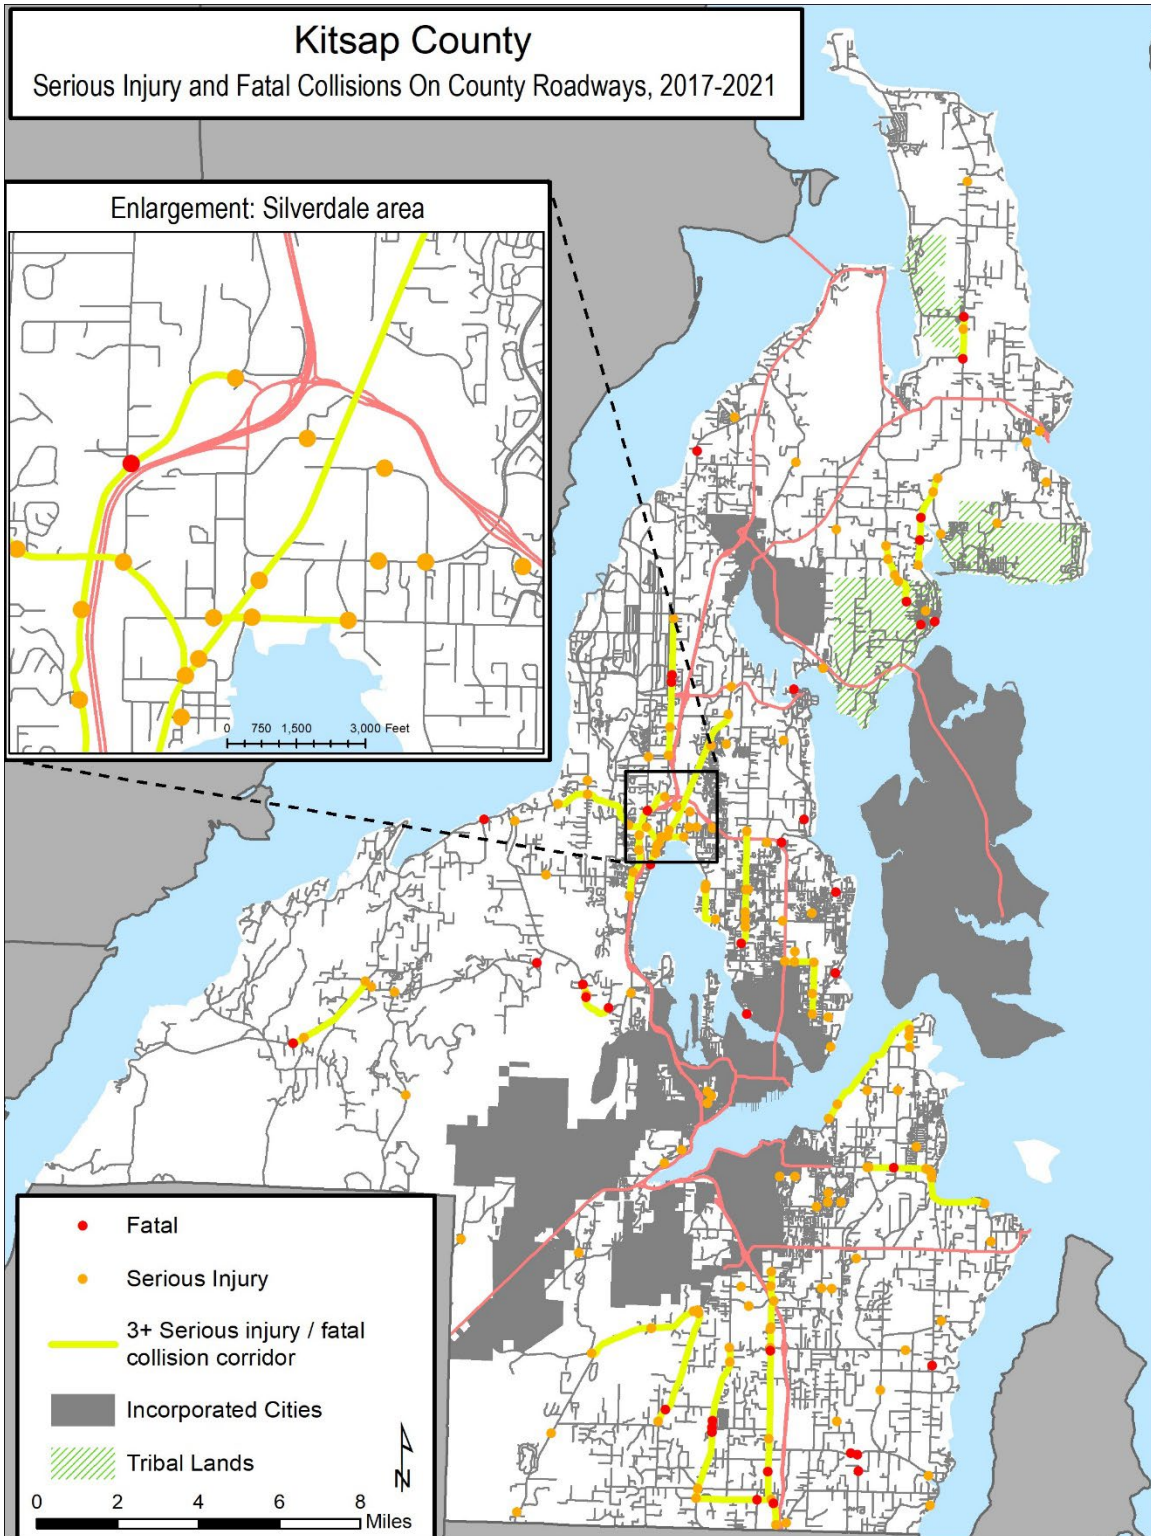 Kitsap County
Serious Injury and Fatal Collisions On County Roadways, 2017-2021
Enlargement: Silverdale area
0 750 1,500 3,000 Feet
Fatal
Serious Injury
3+ Serious injury / fatal
collision corridor
Incorporated Cities
Tribal Lands
N
0 2 4 6 8
Miles